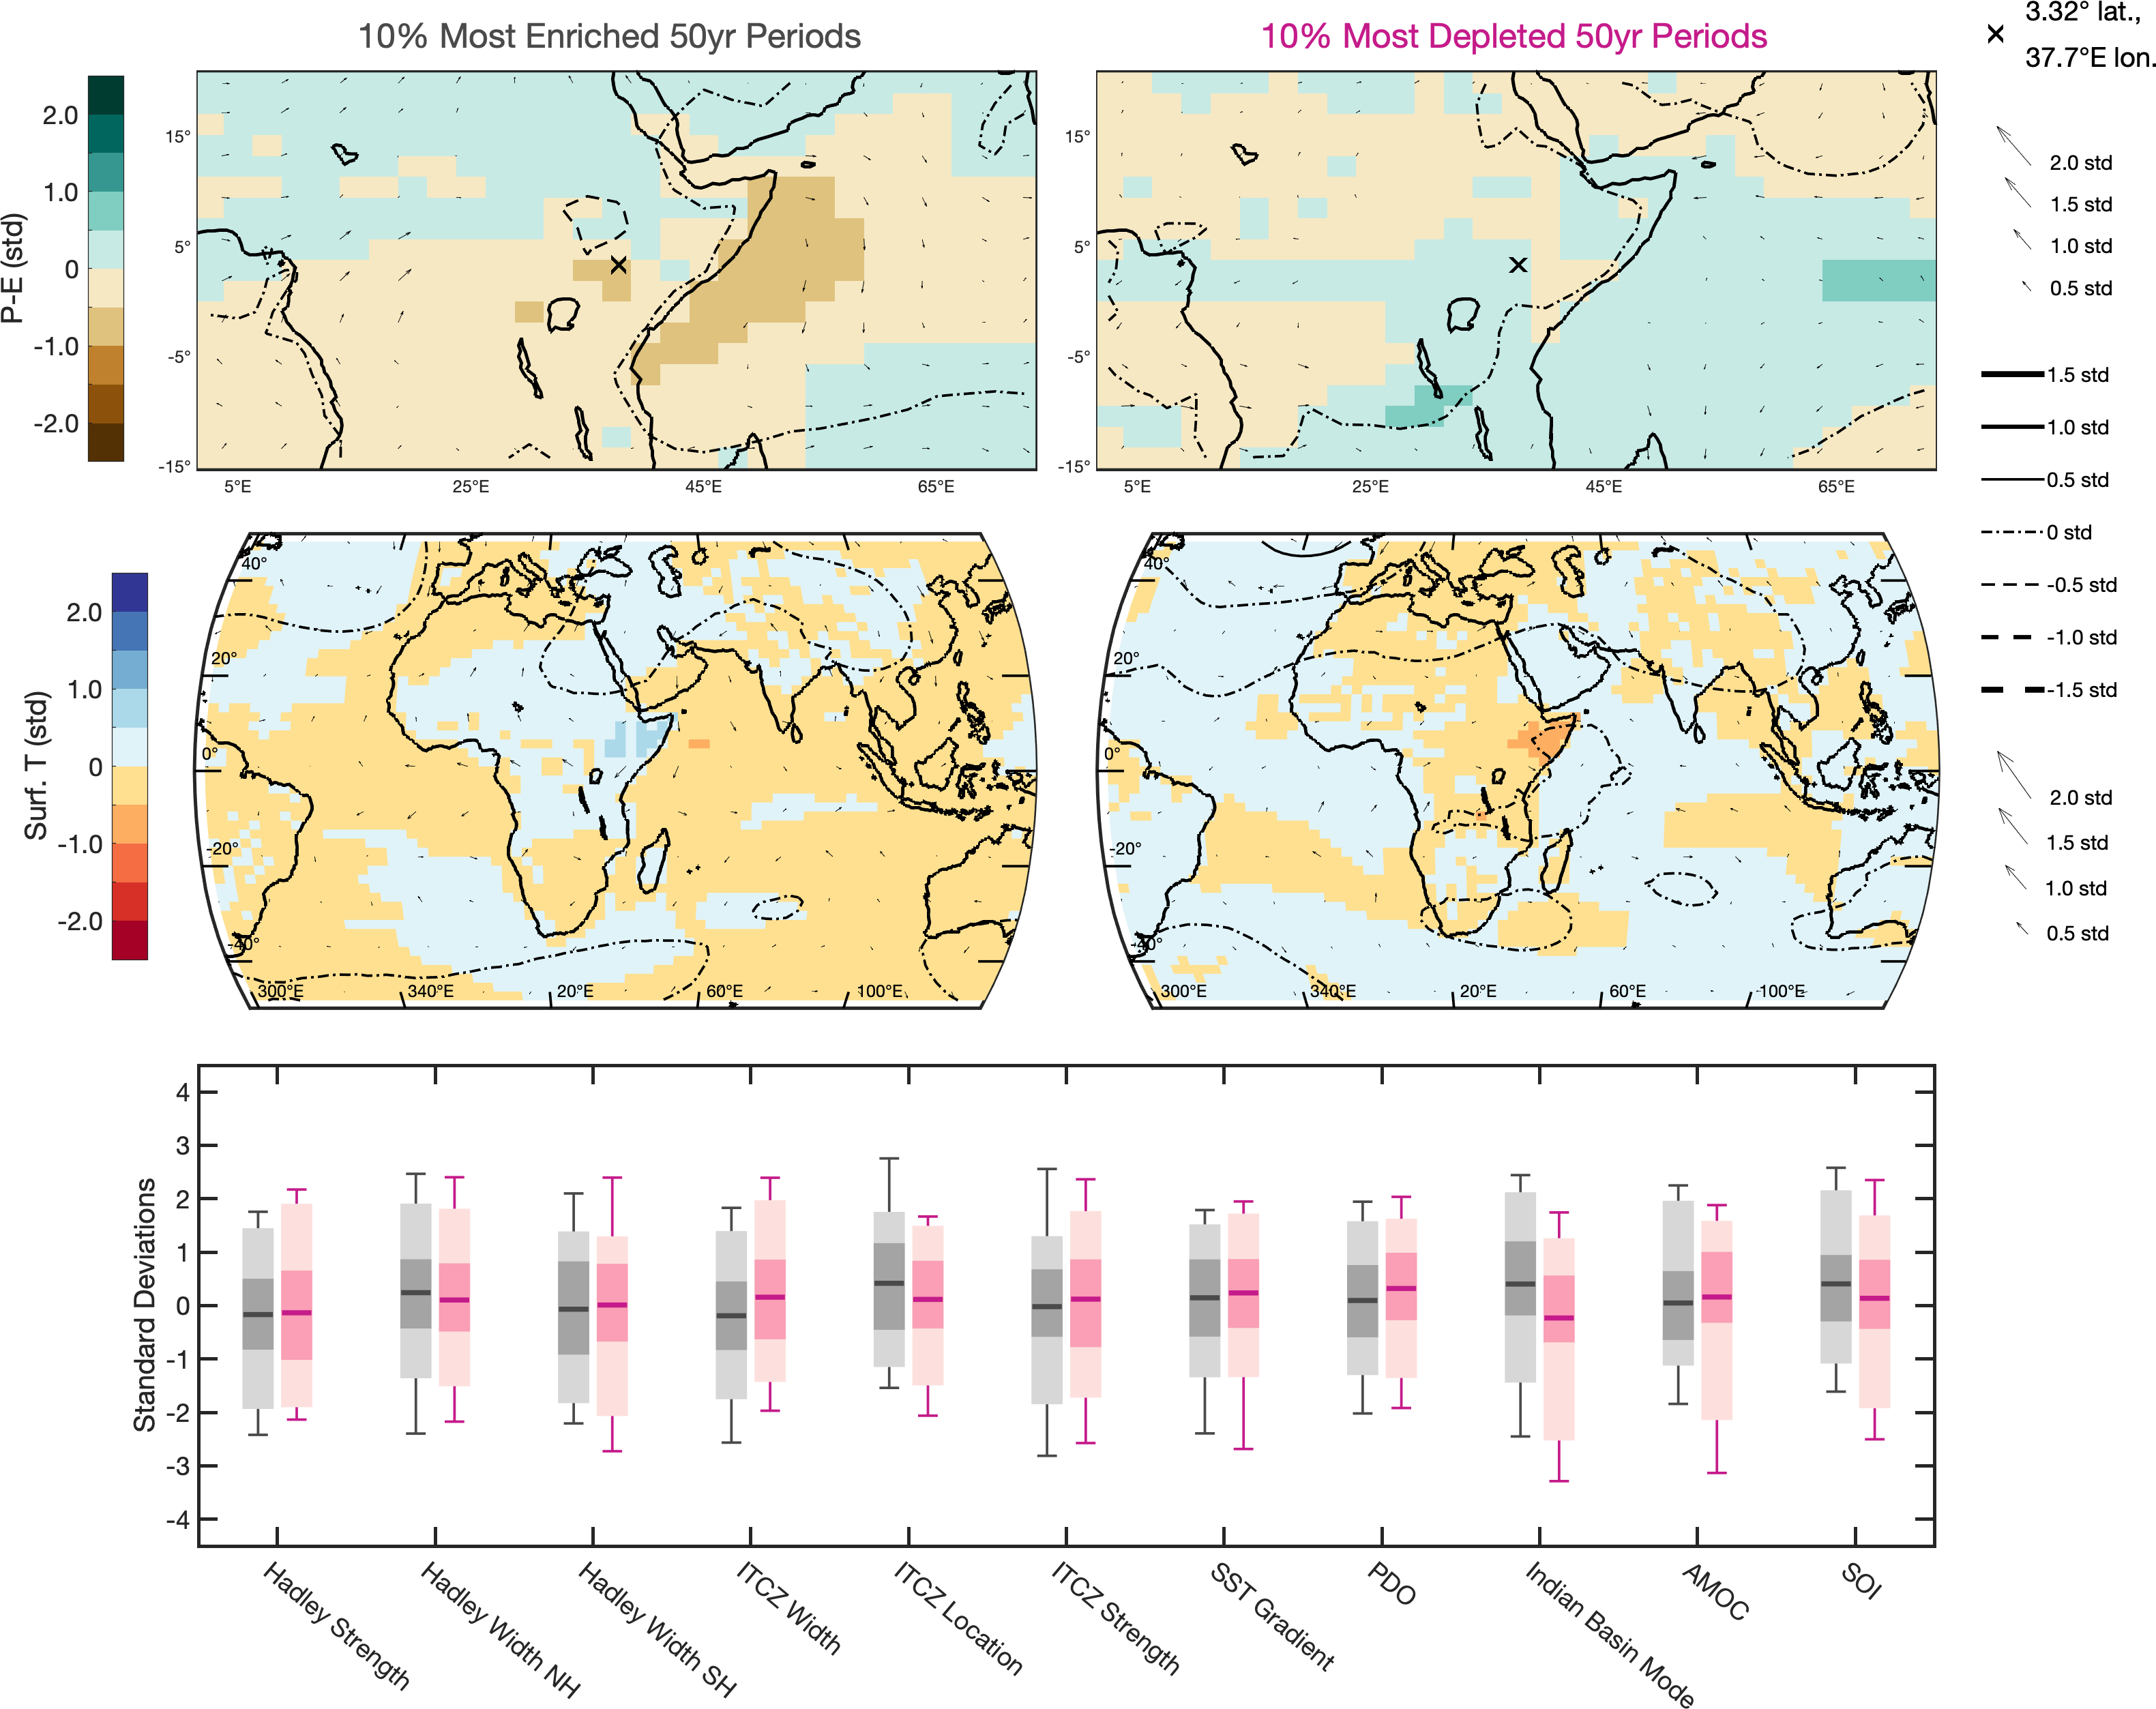 10% Most Enriched 50yr Periods
10% Most Depleted 50yr Periods
3.32° lat.,
37.7°E lon.
P-E (std)
2.0
1.0
0
-1.0
-2.0
15°
5°
-5°
-15°
5°E
25°E
45°E
65°E
15°
5°
-5°
-15°
5°E
25°E
45°E
65°E
2.0 std
1.5 std
1.0 std
0.5 std
1.5 std
1.0 std
0.5 std
0 std
-0.5 std
-1.0 std
-1.5 std
Surf. T (std)
2.0
1.0
0
-1.0
-2.0
40°
20°
0°
-20°
-40°
300°E
340°E
20°E
60°E
100°E
40°
20°
0°
-20°
-40°
300°E
340°E
20°E
60°E
100°E
2.0 std
1.5 std
1.0 std
0.5 std
Standard Deviations
4
3
2
1
0
-1
-2
-3
-4
Hadley Strength
Hadley Width NH
Hadley Width SH
ITCZ Width
ITCZ Location
ITCZ Strength
SST Gradient
PDO
Indian Basin Mode
AMOC
SOI